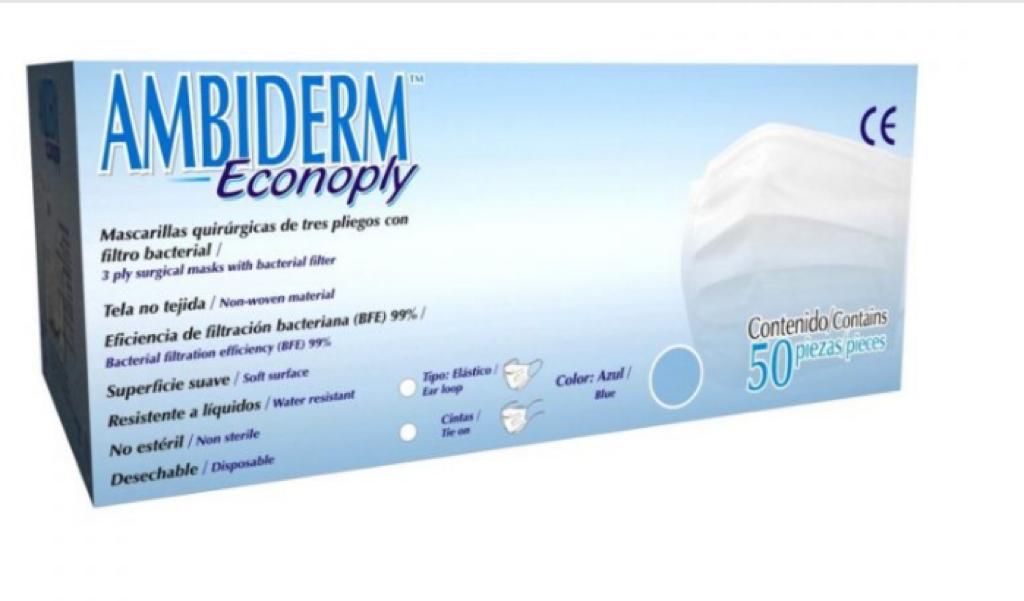 AMBIDERM™
Econoply
Mascarillas quirúrgicas de tres pliegos con
filtro bacterial /
3 ply surgical masks with bacterial filter
Tela no tejida / Non-woven material
Eficiencia de filtración bacteriana (BFE) 99% /
Bacterial filtration efficiency (BFE) 99%
Superficie suave / Soft surface
Resistente a líquidos / Water resistant
No estéril / Non sterile
Desechable / Disposable
Tipo: Elástico /
Ear loop
Cintas /
Tie on
Color: Azul /
Blue
CE
Contenido/Contains
50 piezas/pieces